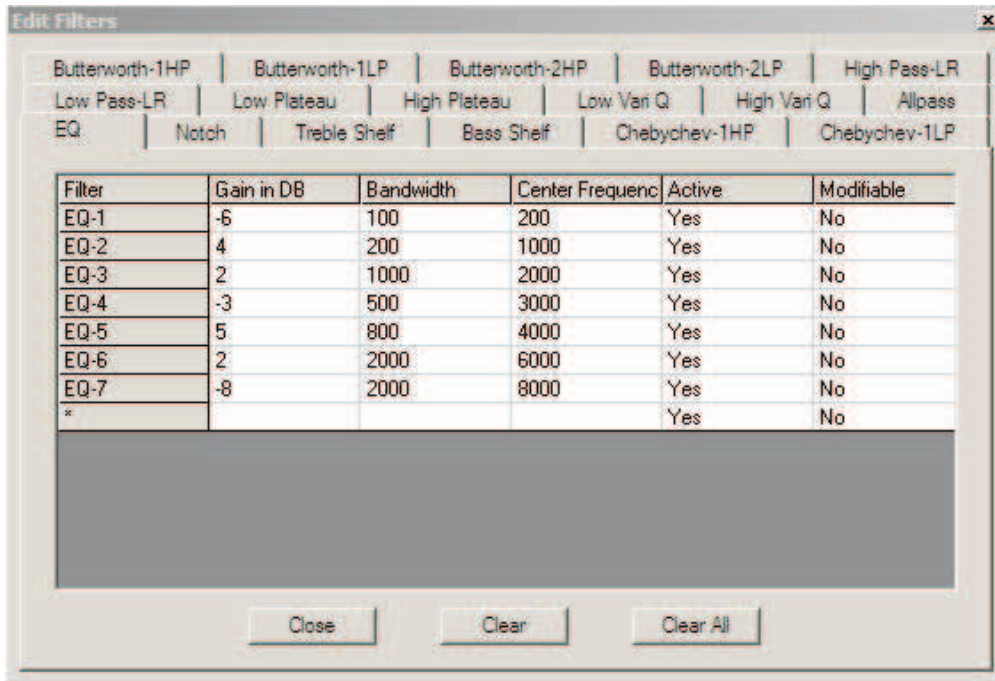 Edit Filters
Butterworth-1HP Butterworth-1LP Butterworth-2HP Butterworth-2LP High Pass-LR
Low Pass-LR Low Plateau High Plateau Low Vari Q High Vari Q Allpass
EQ Notch Treble Shelf Bass Shelf Chebychev-1HP Chebychev-1LP
Filter Gain in DB Bandwidth Center Frequenc Active Modifiable
EQ-1 -6 100 200 Yes No
EQ-2 4 200 1000 Yes No
EQ-3 2 1000 2000 Yes No
EQ-4 -3 500 3000 Yes No
EQ-5 5 800 4000 Yes No
EQ-6 2 2000 6000 Yes No
EQ-7 -8 2000 8000 Yes No
* Yes No
Close Clear Clear All